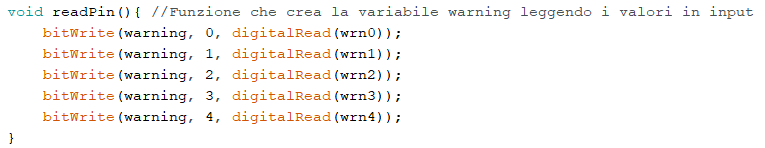 void readPin(){ //Funzione che crea la variabile warning leggendo i valori in input
bitWrite(warning, 0, digitalRead(wrn0));
bitWrite(warning, 1, digitalRead(wrn1));
bitWrite(warning, 2, digitalRead(wrn2));
bitWrite(warning, 3, digitalRead(wrn3));
bitWrite(warning, 4, digitalRead(wrn4));
}